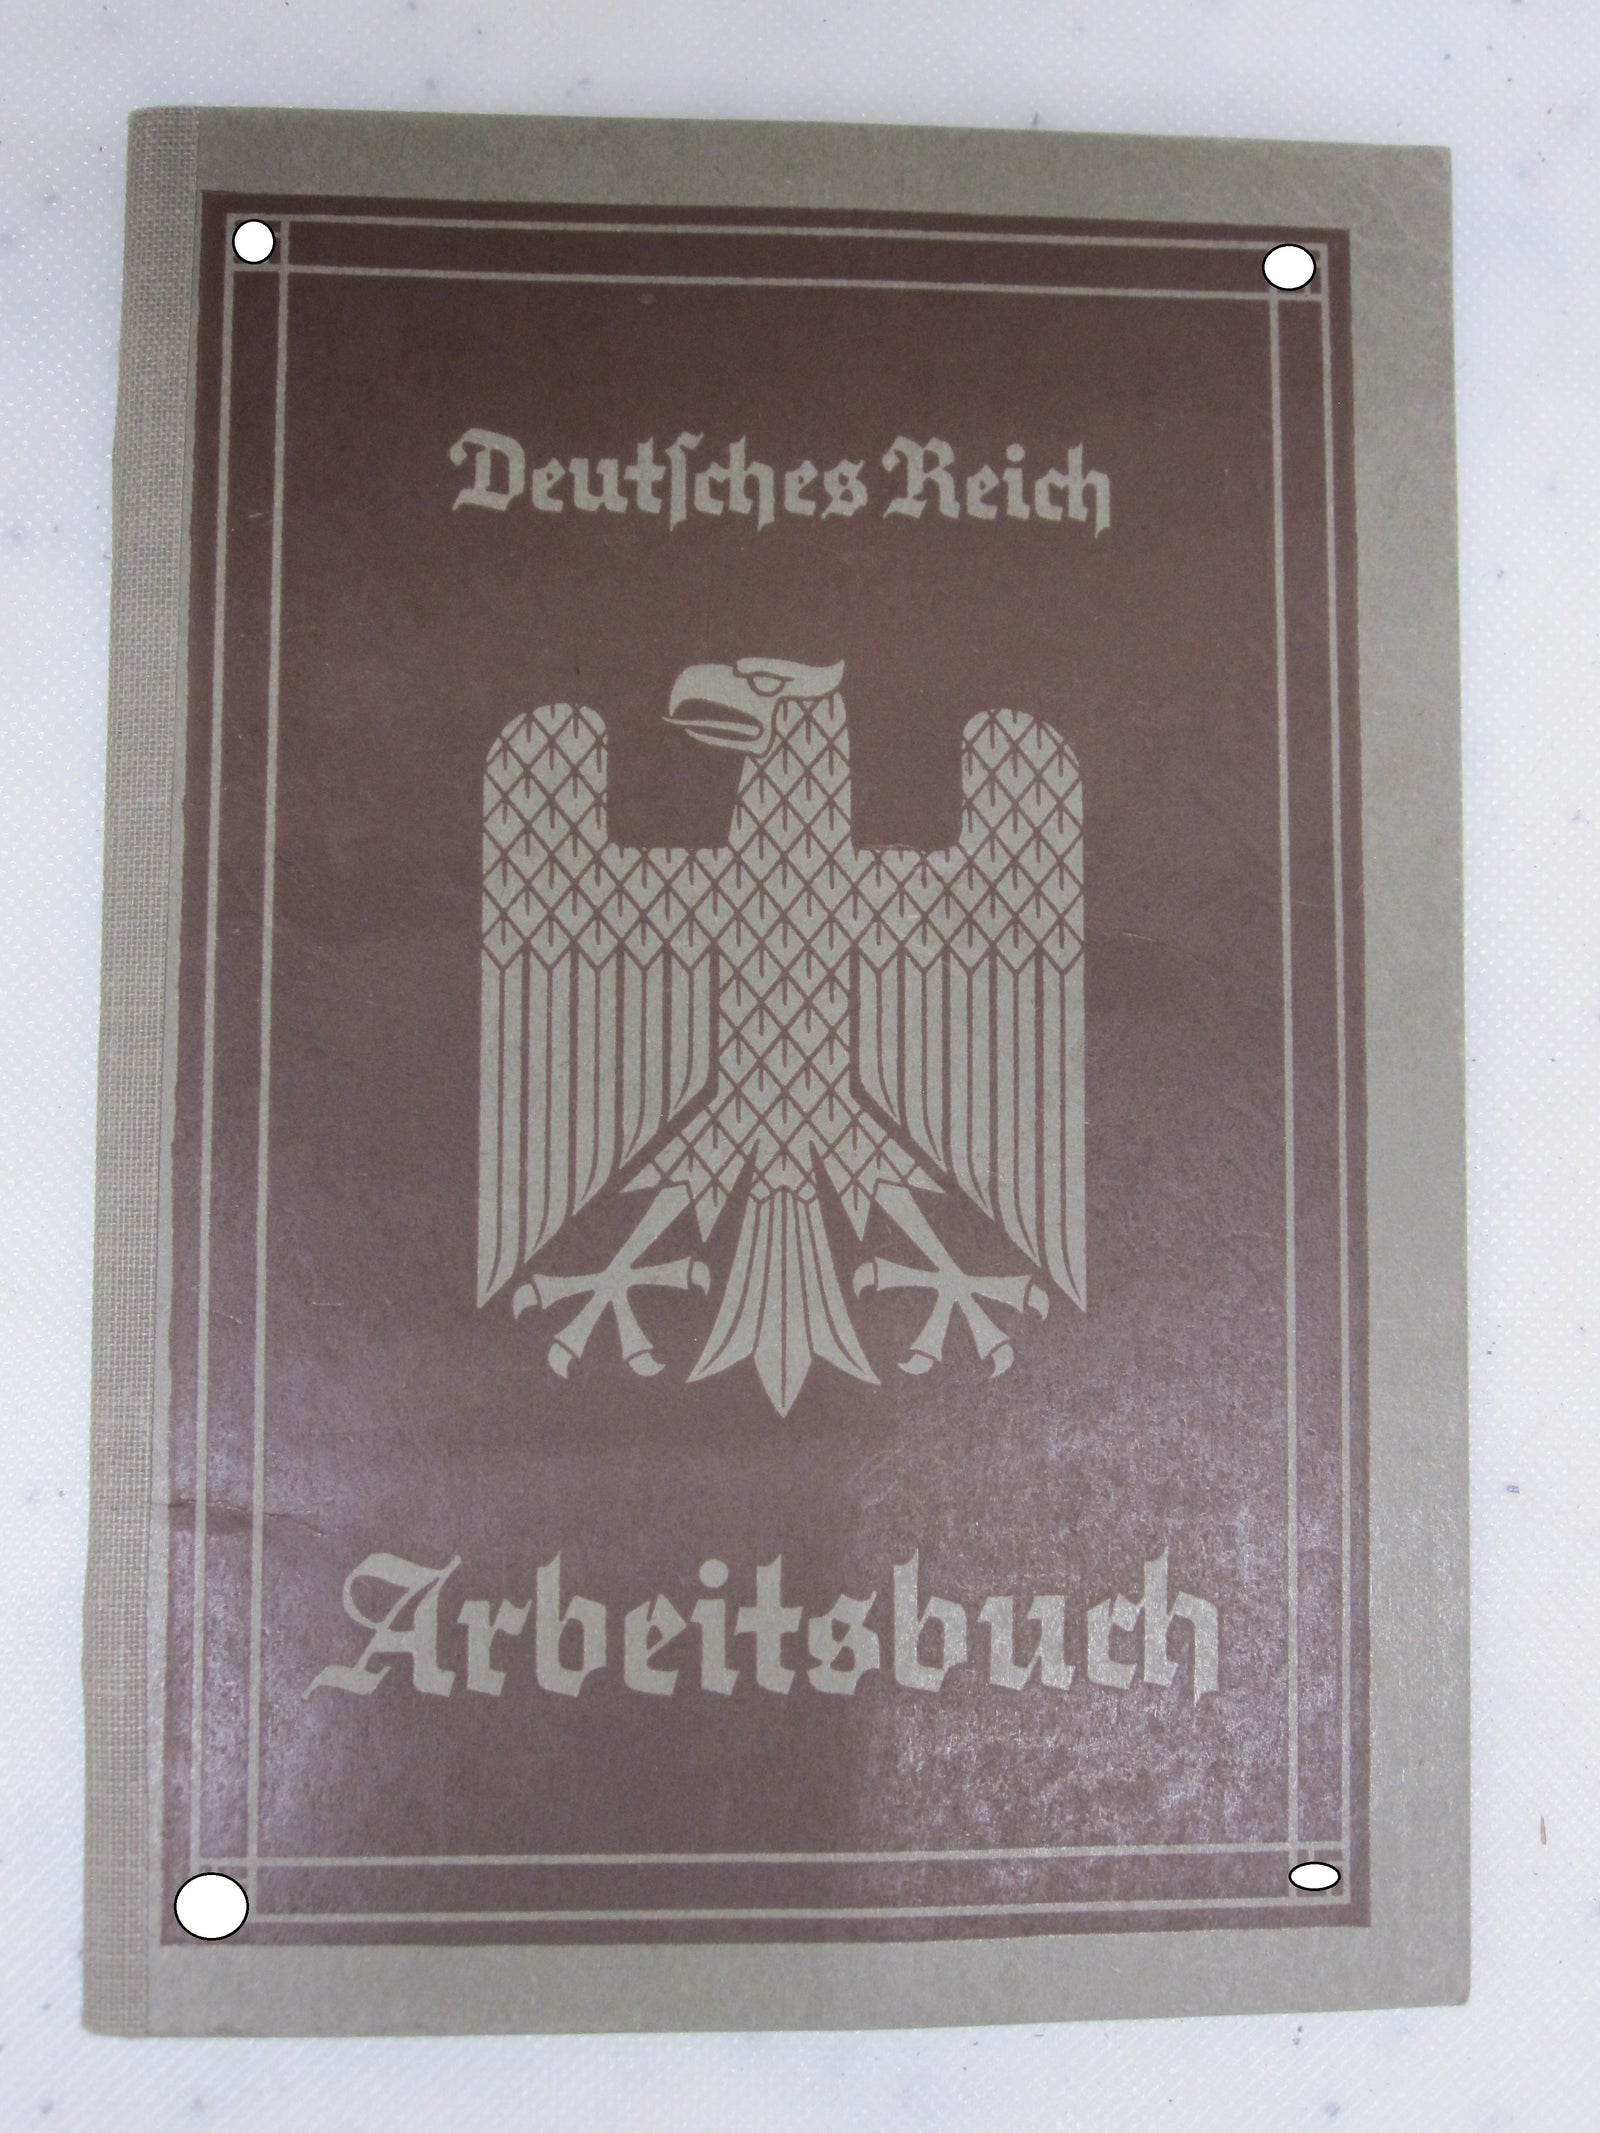 Deutſches Reich
Arbeitsbuch